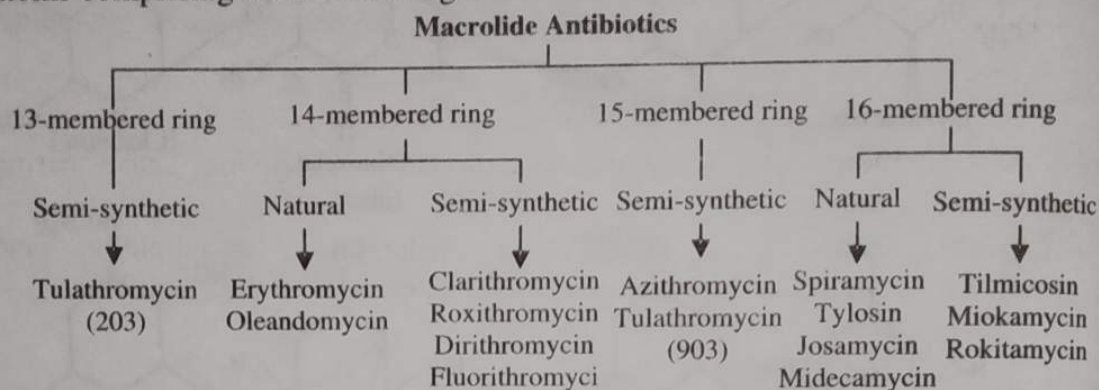 Macrolide Antibiotics
13-membered ring 14-membered ring 15-membered ring 16-membered ring
Semi-synthetic Natural Semi-synthetic Semi-synthetic Natural Semi-synthetic
Tulathromycin Erythromycin Clarithromycin Azithromycin Spiramycin Tilmicosin
(203) Oleandomycin Roxithromycin Tulathromycin Tylosin Miokamycin
Dirithromycin (903) Josamycin Rokitamycin
Fluorithromyci Midecamycin